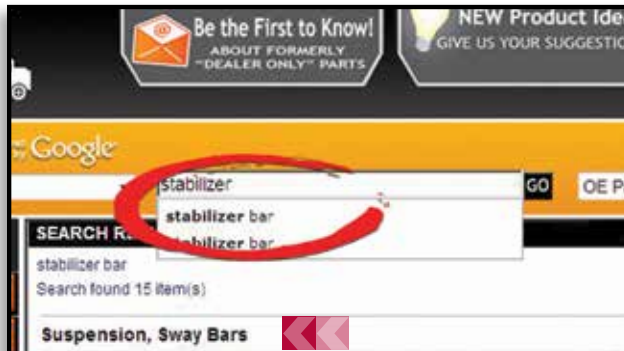 Be the First to Know!
ABOUT FORMERLY
"DEALER ONLY" PARTS
NEW Product Ide
GIVE US YOUR SUGGESTIO
Google
stabilizer
GO
OE P
stabilizer bar
stabilizer bar
SEARCH R
stabilizer bar
Search found 15 item(s)
Suspension, Sway Bars